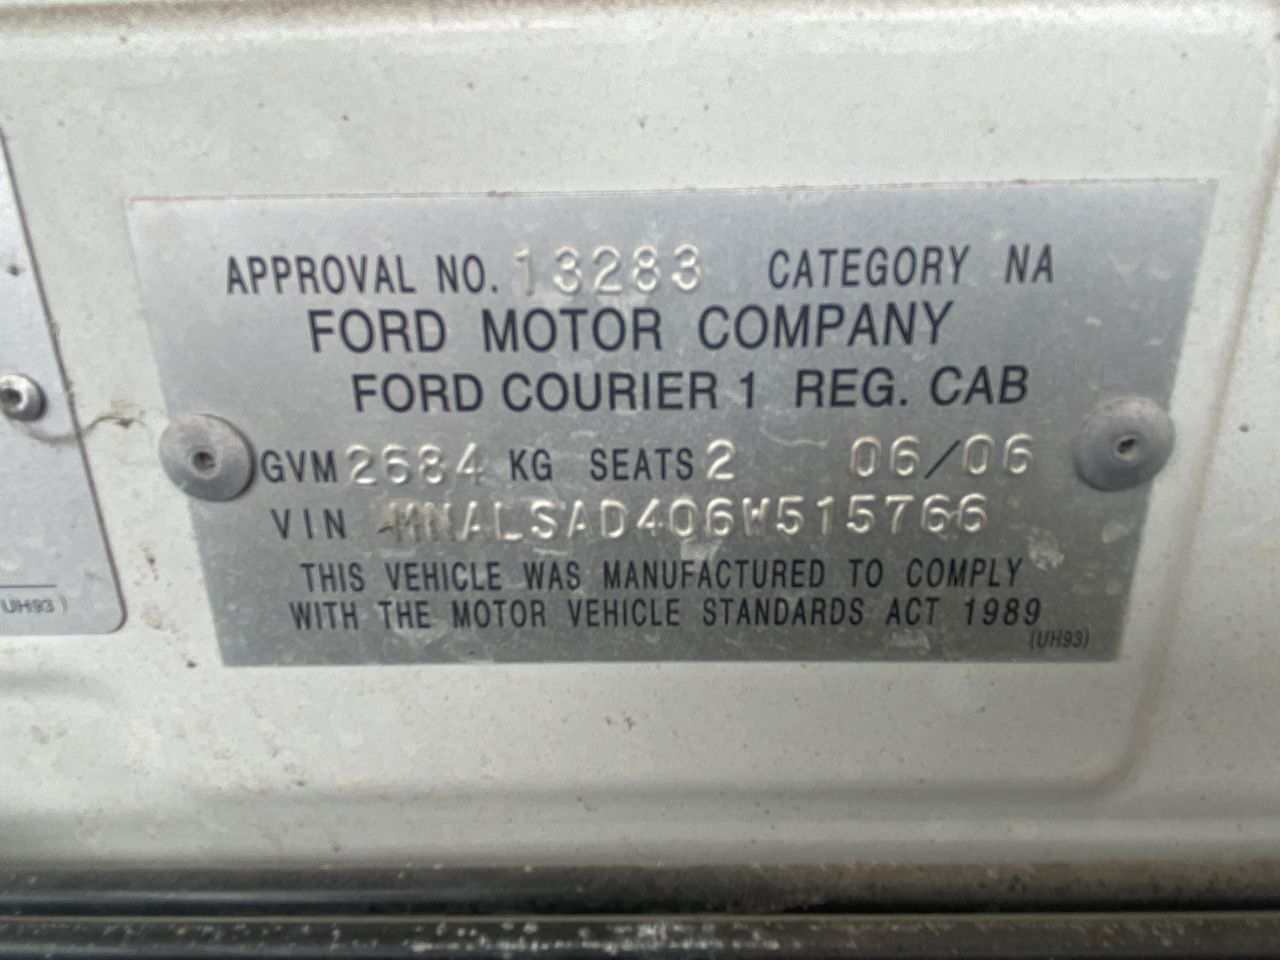 APPROVAL NO. 13283 CATEGORY NA
FORD MOTOR COMPANY
FORD COURIER 1 REG. CAB
GVM 2684 KG SEATS 2 06/06
VIN MNALSAD406W515766
THIS VEHICLE WAS MANUFACTURED TO COMPLY
WITH THE MOTOR VEHICLE STANDARDS ACT 1989
(UH93)
(UH93)